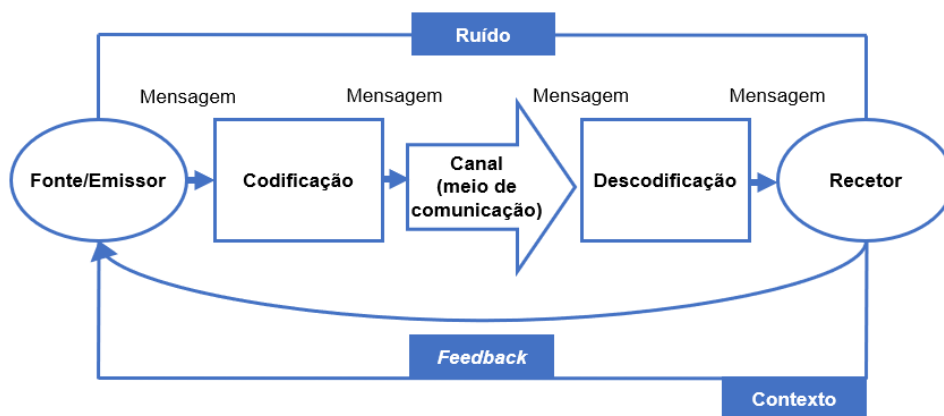 Ruído
Mensagem
Mensagem
Mensagem
Mensagem
Fonte/Emissor
Codificação
Canal
(meio de
comunicação)
Descodificação
Recetor
Feedback
Contexto